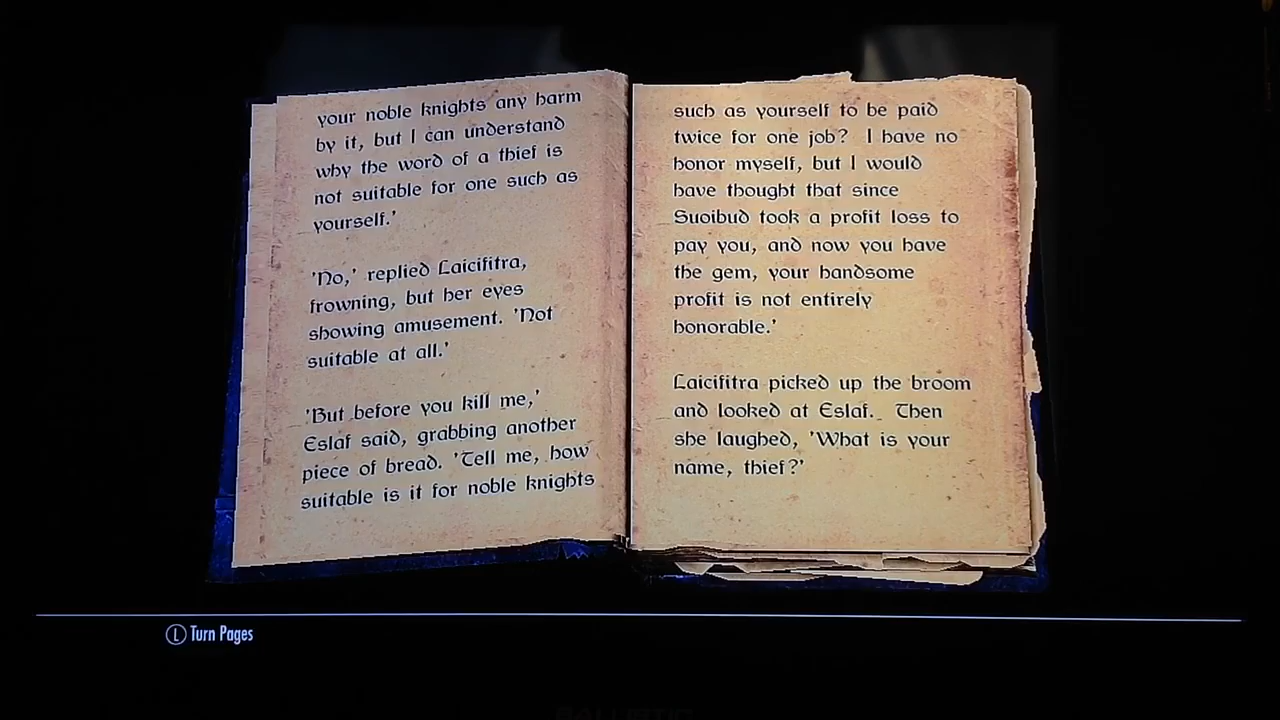 your noble knights any harm
by it, but I can understand
why the word of a thief is
not suitable for one such as
yourself.'
'No,' replied Laicifitra,
frowning, but her eyes
showing amusement. 'Not
suitable at all.'
'But before you kill me,'
Eslaf said, grabbing another
piece of bread. 'Tell me, how
suitable is it for noble knights
such as yourself to be paid
twice for one job? I have no
honor myself, but I would
have thought that since
Suoibud took a profit loss to
pay you, and now you have
the gem, your handsome
profit is not entirely
honorable.'
Laicifitra picked up the broom
and looked at Eslaf. Then
she laughed, 'What is your
name, thief?'
L Turn Pages